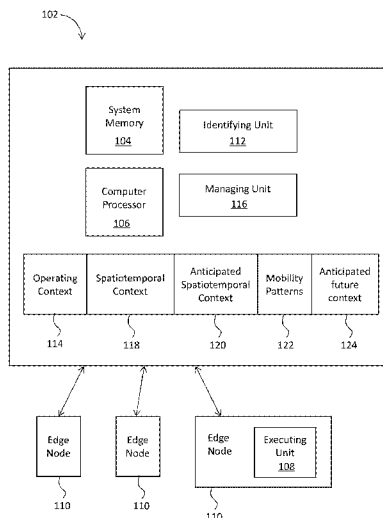 102
System
Memory
104
Identifying Unit
112
Computer
Processor
106
Managing Unit
116
Operating
Context
Spatiotemporal
Context
Anticipated
Spatiotemporal
Context
Mobility
Patterns
Anticipated
future
context
114
118
120
122
124
Edge
Node
Edge
Node
Edge
Node
Executing
Unit
108
110
110
110